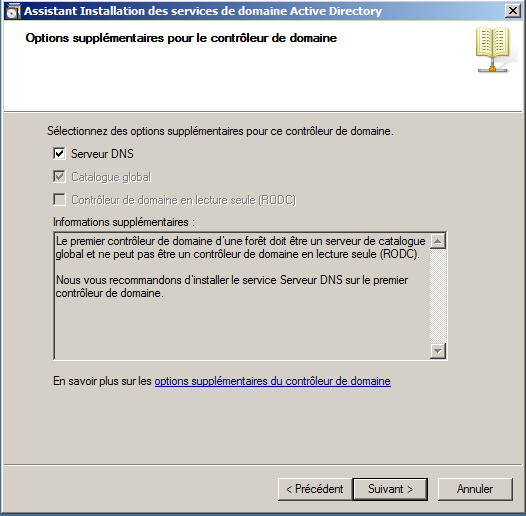 Assistant Installation des services de domaine Active Directory
Options supplémentaires pour le contrôleur de domaine
Sélectionnez des options supplémentaires pour ce contrôleur de domaine.
Serveur DNS
Catalogue global
Contrôleur de domaine en lecture seule (RODC)
Informations supplémentaires :
Le premier contrôleur de domaine d'une forêt doit être un serveur de catalogue
global et ne peut pas être un contrôleur de domaine en lecture seule (RODC).
Nous vous recommandons d'installer le service Serveur DNS sur le premier
contrôleur de domaine.
En savoir plus sur les options supplémentaires du contrôleur de domaine
< Précédent Suivant > Annuler